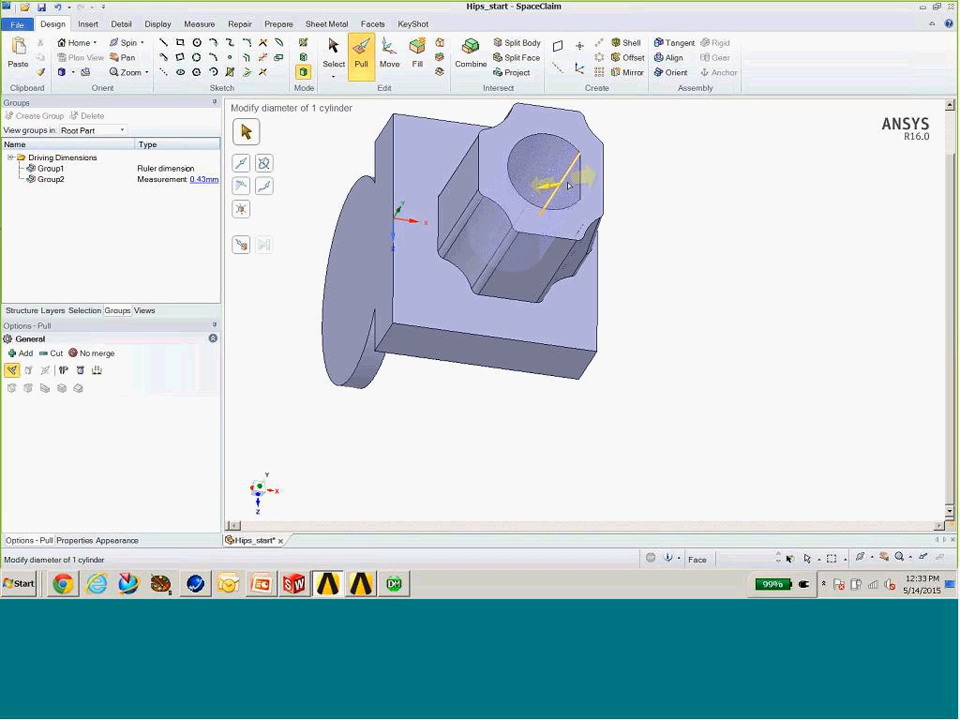 Hips_start - SpaceClaim
File Design Insert Detail Display Measure Repair Prepare Sheet Metal Facets KeyShot
Home Spin Split Body Shell Tangent Rigid
Plan View Pan Split Face Offset Align Gear
Zoom Project Mirror Orient Anchor
Paste Select Pull Move Fill Combine
Clipboard Orient Sketch Mode Edit Intersect Create Assembly
Groups
Create Group Delete
View groups in: Root Part
Name Type
Driving Dimensions
Group1 Ruler dimension
Group2 Measurement 0.43mm
Structure Layers Selection Groups Views
Options - Pull
General
Add Cut No merge
Options - Pull Properties Appearance
Modify diameter of 1 cylinder
ANSYS
R16.0
Y
X
Z
Y
X
Z
Hips_start*
Modify diameter of 1 cylinder
Face
Start
99%
12:33 PM
5/14/2015